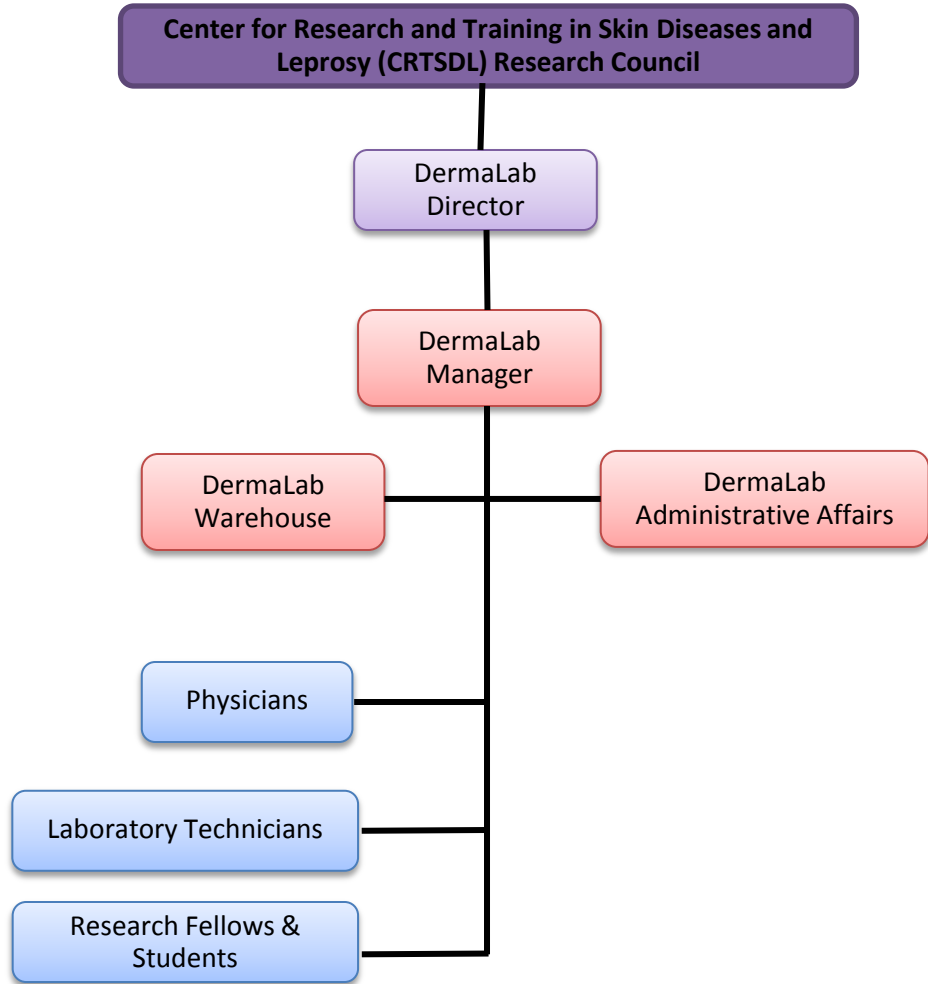 Center for Research and Training in Skin Diseases and
Leprosy (CRTSDL) Research Council
DermaLab
Director
DermaLab
Manager
DermaLab
Warehouse
DermaLab
Administrative Affairs
Physicians
Laboratory Technicians
Research Fellows &
Students